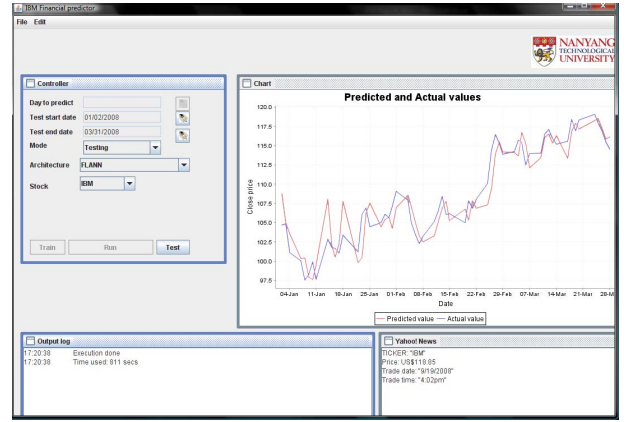 IBM Financial predictor
File Edit
NANYANG
TECHNOLOGICAL
UNIVERSITY
Controller
Day to predict
Test start date 01/02/2008
Test end date 03/31/2008
Mode Testing
Architecture FLANN
Stock IBM
Train Run Test
Chart
Predicted and Actual values
120.0
117.5
115.0
112.5
110.0
107.5
105.0
102.5
100.0
97.5
Close price
04-Jan 11-Jan 18-Jan 25-Jan 01-Feb 08-Feb 15-Feb 22-Feb 29-Feb 07-Mar 14-Mar 21-Mar 28-M
Date
Predicted value Actual value
Output log
17:20:38 Execution done
17:20:38 Time used: 811 secs
Yahoo! News
TICKER: "IBM"
Price: US$118.85
Trade date: "9/19/2008"
Trade time: "4:02pm"